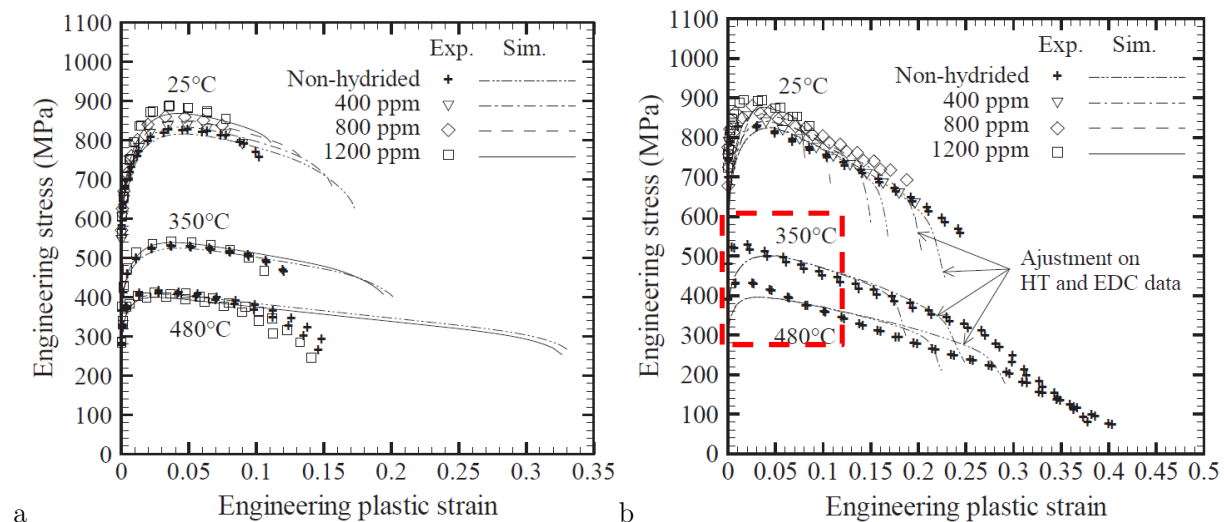 1100
1000
900
800
700
600
500
400
300
200
100
0
Engineering stress (MPa)
Exp. Sim.
Non-hydrided
400 ppm
800 ppm
1200 ppm
25°C
350°C
480°C
0 0.05 0.1 0.15 0.2 0.25 0.3 0.35
Engineering plastic strain
a
1100
1000
900
800
700
600
500
400
300
200
100
0
Engineering stress (MPa)
Exp. Sim.
Non-hydrided
400 ppm
800 ppm
1200 ppm
25°C
350°C
480°C
Ajustment on
HT and EDC data
0 0.05 0.1 0.15 0.2 0.25 0.3 0.35 0.4 0.45 0.5
Engineering plastic strain
b